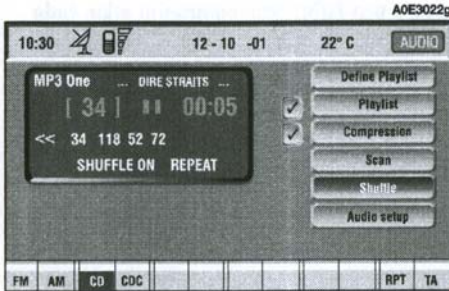 A0E3022g
10:30 12 - 10 -01 22° C AUDIO
MP3 One ... DIRE STRAITS ...
[ 34 ] 00:05
<< 34 118 52 72
SHUFFLE ON REPEAT
Define Playlist
Playlist
Compression
Scan
Shuffle
Audio setup
FM AM CD CDC RPT TA